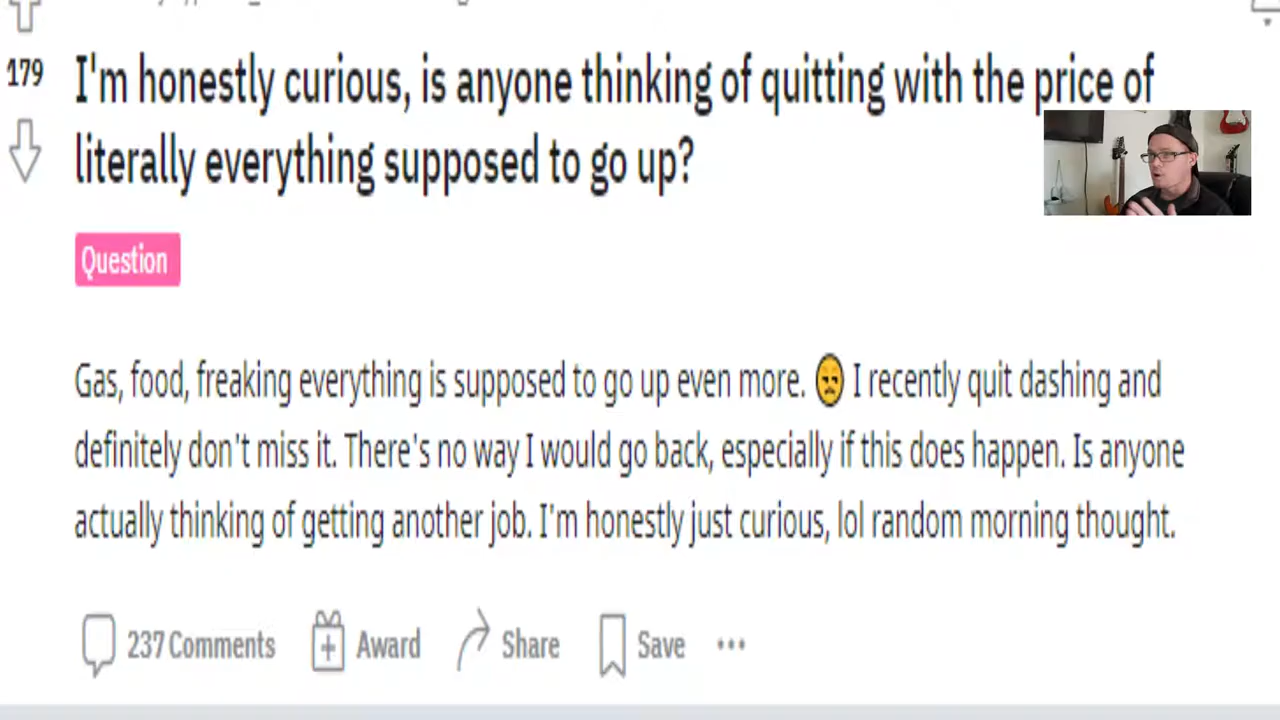 179
I'm honestly curious, is anyone thinking of quitting with the price of
literally everything supposed to go up?
Question
Gas, food, freaking everything is supposed to go up even more. 😑 I recently quit dashing and
definitely don't miss it. There's no way I would go back, especially if this does happen. Is anyone
actually thinking of getting another job. I'm honestly just curious, lol random morning thought.
237 Comments Award Share Save